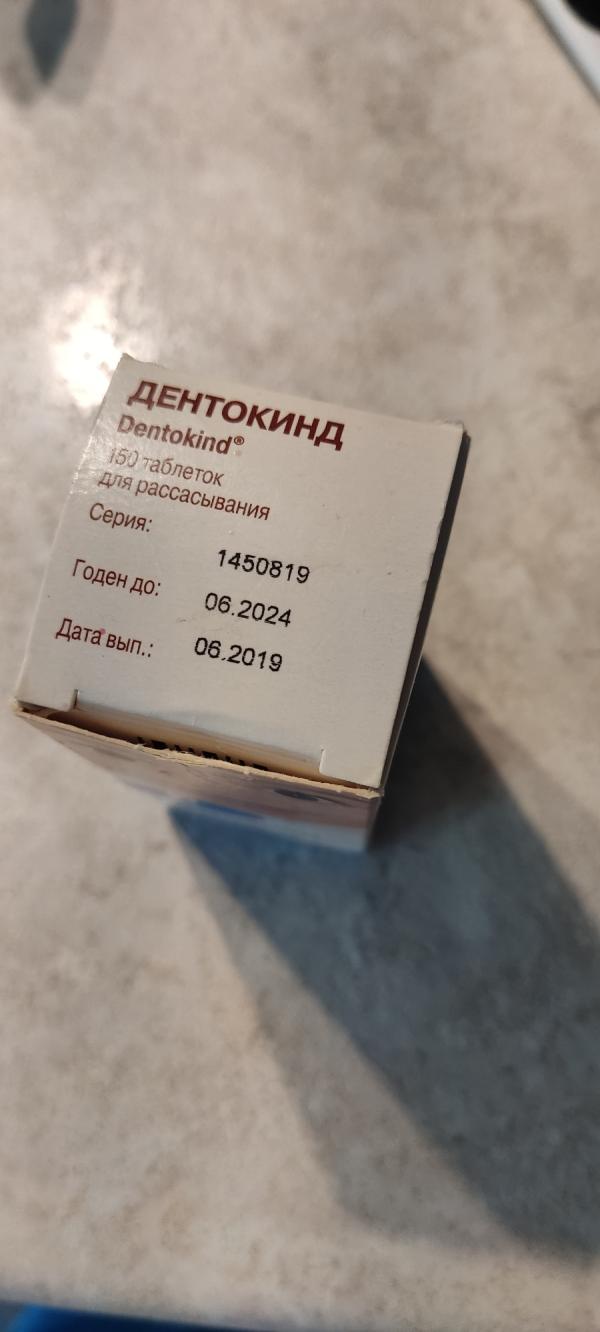 ДЕНТОКИНД
Dentokind®
150 таблеток
для рассасывания
Серия: 1450819
Годен до: 06.2024
Дата вып.: 06.2019